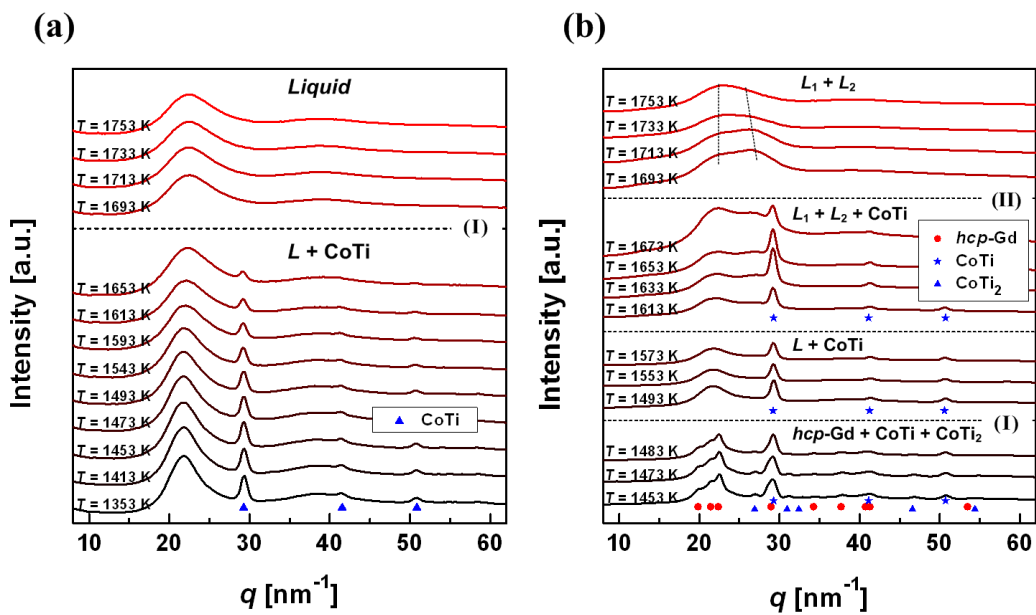 (a)
Liquid
T = 1753 K
T = 1733 K
T = 1713 K
T = 1693 K
(I)
L + CoTi
T = 1653 K
T = 1613 K
T = 1593 K
T = 1543 K
T = 1493 K
T = 1473 K
T = 1453 K
T = 1413 K
T = 1353 K
CoTi
Intensity [a.u.]
10 20 30 40 50 60
q [nm⁻¹]
(b)
L₁ + L₂
T = 1753 K
T = 1733 K
T = 1713 K
T = 1693 K
(II)
L₁ + L₂ + CoTi
T = 1673 K
T = 1653 K
T = 1633 K
T = 1613 K
hcp-Gd
CoTi
CoTi₂
L + CoTi
T = 1573 K
T = 1553 K
T = 1493 K
(I)
hcp-Gd + CoTi + CoTi₂
T = 1483 K
T = 1473 K
T = 1453 K
Intensity [a.u.]
10 20 30 40 50 60
q [nm⁻¹]